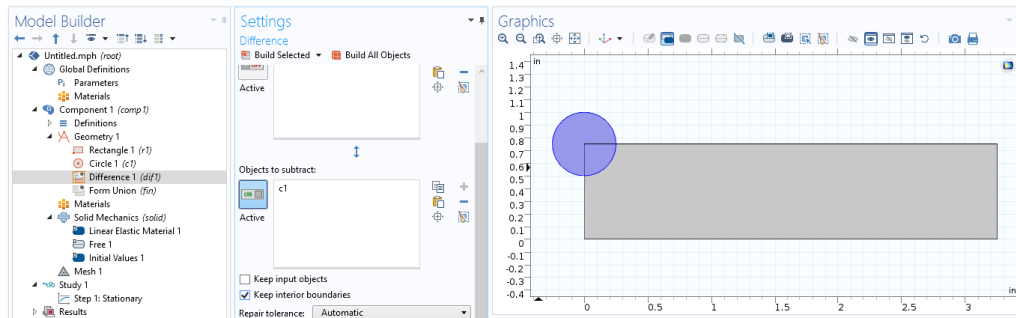 Model Builder
Untitled.mph (root)
Global Definitions
Pi Parameters
Materials
Component 1 (comp1)
Definitions
Geometry 1
Rectangle 1 (r1)
Circle 1 (c1)
Difference 1 (dif1)
Form Union (fin)
Materials
Solid Mechanics (solid)
Linear Elastic Material 1
Free 1
Initial Values 1
Mesh 1
Study 1
Step 1: Stationary
Results
Settings
Difference
Build Selected Build All Objects
Active
Objects to subtract:
ON
c1
Active
Keep input objects
Keep interior boundaries
Repair tolerance: Automatic
Graphics
in
1.4
1.3
1.2
1.1
1
0.9
0.8
0.7
0.6
0.5
0.4
0.3
0.2
0.1
0
-0.1
-0.2
-0.3
-0.4
in
0 0.5 1 1.5 2 2.5 3